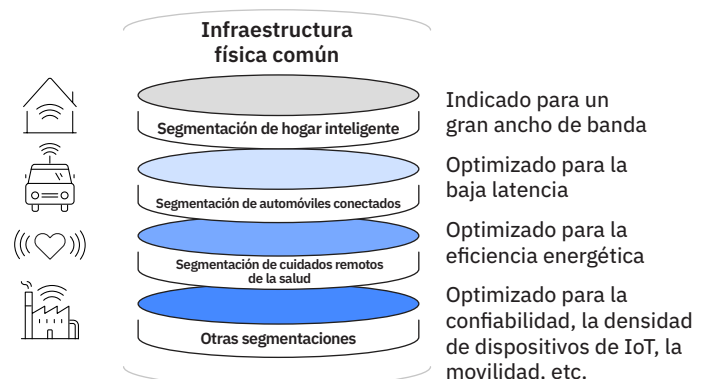 Infraestructura
física común
Segmentación de hogar inteligente
Indicado para un
gran ancho de banda
Segmentación de automóviles conectados
Optimizado para la
baja latencia
Segmentación de cuidados remotos
de la salud
Optimizado para la
eficiencia energética
Otras segmentaciones
Optimizado para la
confiabilidad, la densidad
de dispositivos de IoT, la
movilidad, etc.